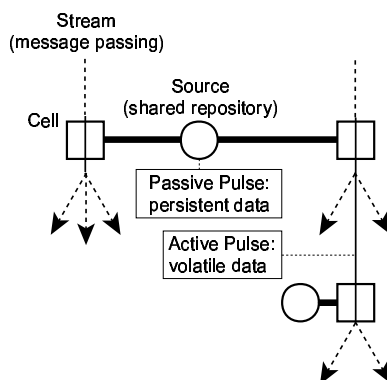 Stream
(message passing)
Source
(shared repository)
Cell
Passive Pulse:
persistent data
Active Pulse:
volatile data